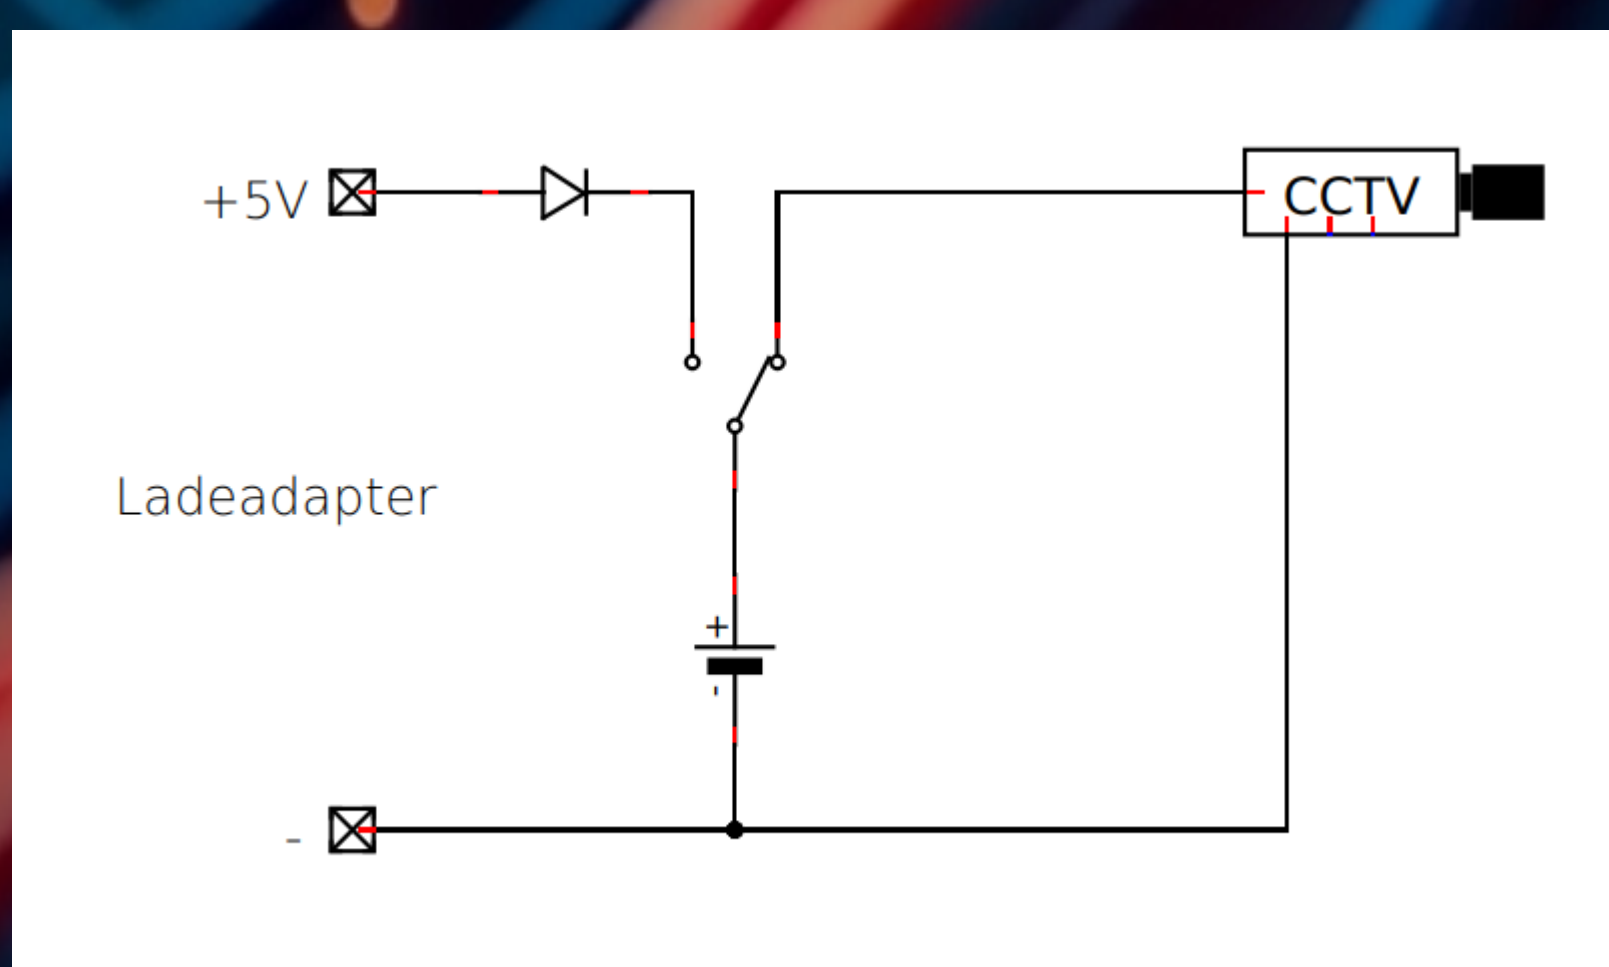 +5V
CCTV
Ladeadapter
+
-
-